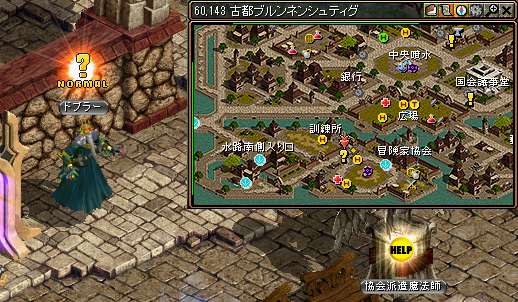 60,143 古都ブルンネンシュティグ
中央噴水
銀行
国会議事堂
広場
訓練所
水路南側入り口
冒険家協会
NORMAL
ドブラー
HELP
協会派遣魔法師